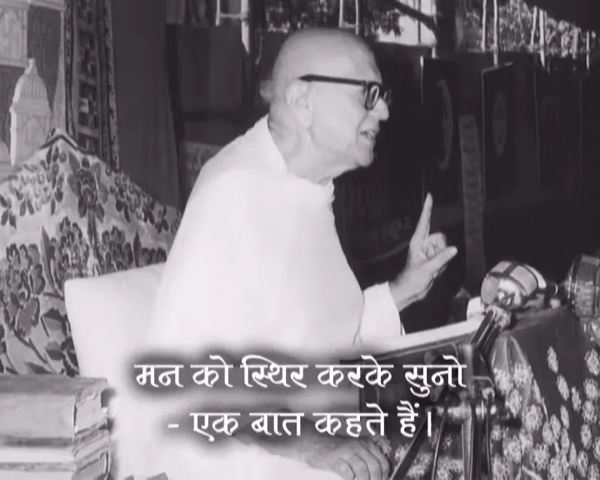 मन को स्थिर करके सुनो
- एक बात कहते हैं।